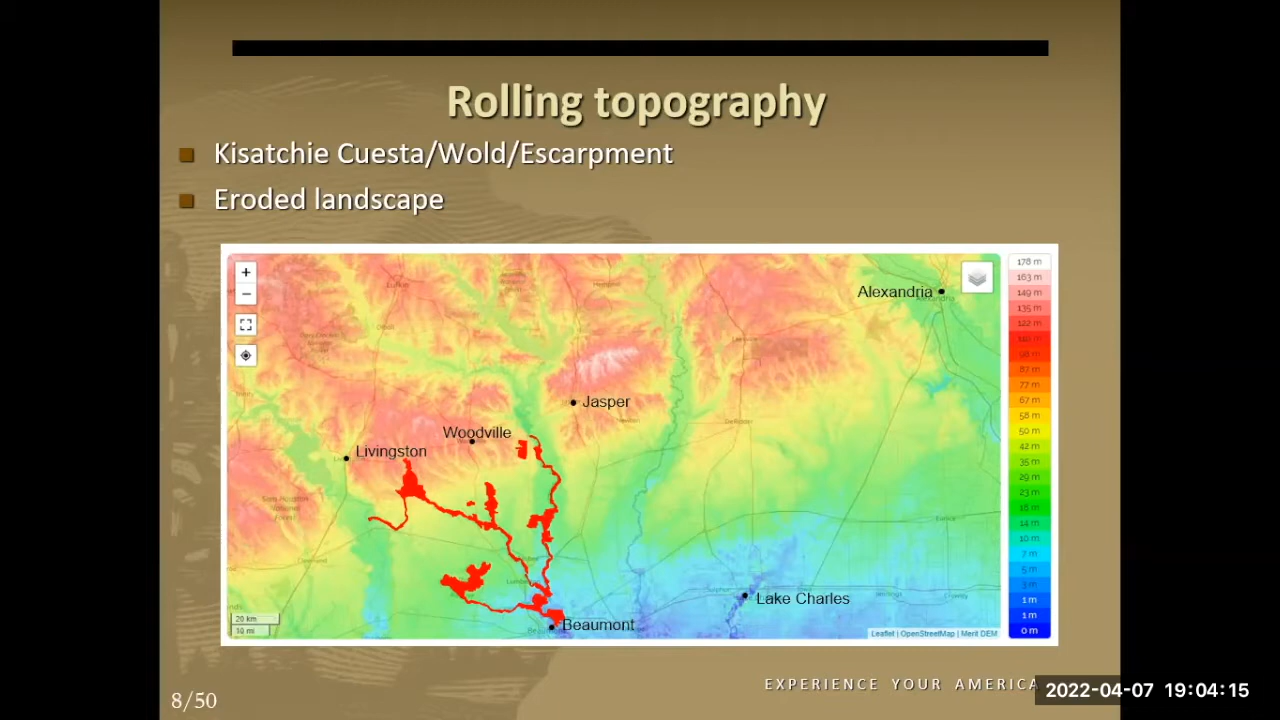 Rolling topography
Kisatchie Cuesta/Wold/Escarpment
Eroded landscape
+
−
Alexandria
Jasper
Woodville
Livingston
Lake Charles
Beaumont
20 km
10 mi
Leaflet | OpenStreetMap | Merit DEM
178 m
163 m
149 m
135 m
122 m
98 m
87 m
77 m
67 m
58 m
50 m
42 m
35 m
29 m
23 m
14 m
10 m
7 m
5 m
3 m
1 m
1 m
0 m
EXPERIENCE YOUR AMERICA
8/50
2022-04-07 19:04:15